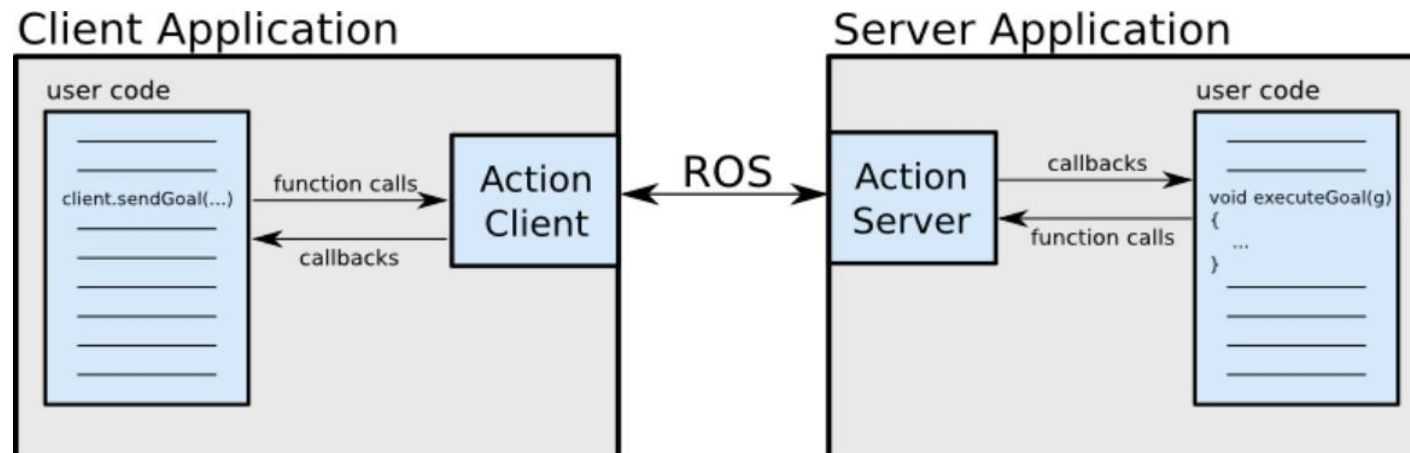 Client Application
user code
client.sendGoal(...)
function calls
callbacks
Action
Client
ROS
Server Application
Action
Server
callbacks
function calls
user code
void executeGoal(g)
{
...
}